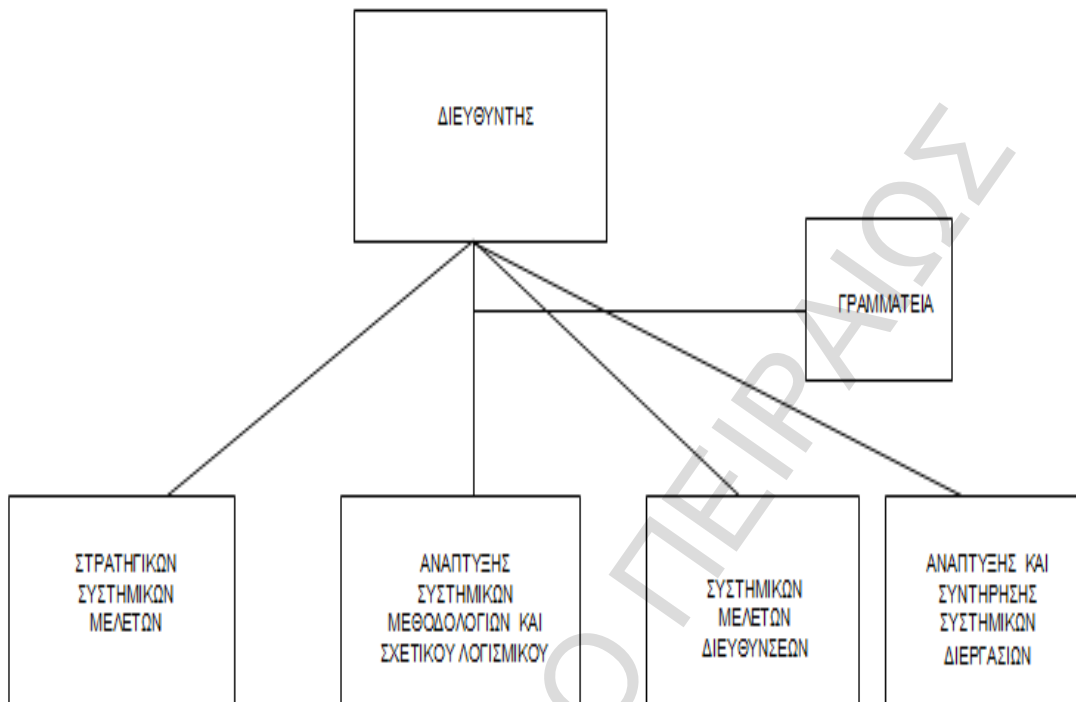 ΔΙΕΥΘΥΝΤΗΣ
ΓΡΑΜΜΑΤΕΙΑ
ΣΤΡΑΤΗΓΙΚΩΝ
ΣΥΣΤΗΜΙΚΩΝ
ΜΕΛΕΤΩΝ
ΑΝΑΠΤΥΞΗΣ
ΣΥΣΤΗΜΙΚΩΝ
ΜΕΘΟΔΟΛΟΓΙΩΝ ΚΑΙ
ΣΧΕΤΙΚΟΥ ΛΟΓΙΣΜΙΚΟΥ
ΣΥΣΤΗΜΙΚΩΝ
ΜΕΛΕΤΩΝ
ΔΙΕΥΘΥΝΣΕΩΝ
ΑΝΑΠΤΥΞΗΣ ΚΑΙ
ΣΥΝΤΗΡΗΣΗΣ
ΣΥΣΤΗΜΙΚΩΝ
ΔΙΕΡΓΑΣΙΩΝ
Ο ΠΕΙΡΑΙΩΣ